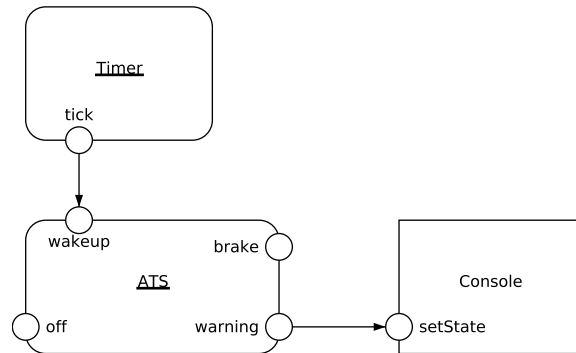 Timer
tick
wakeup
brake
ATS
Console
off
warning
setState